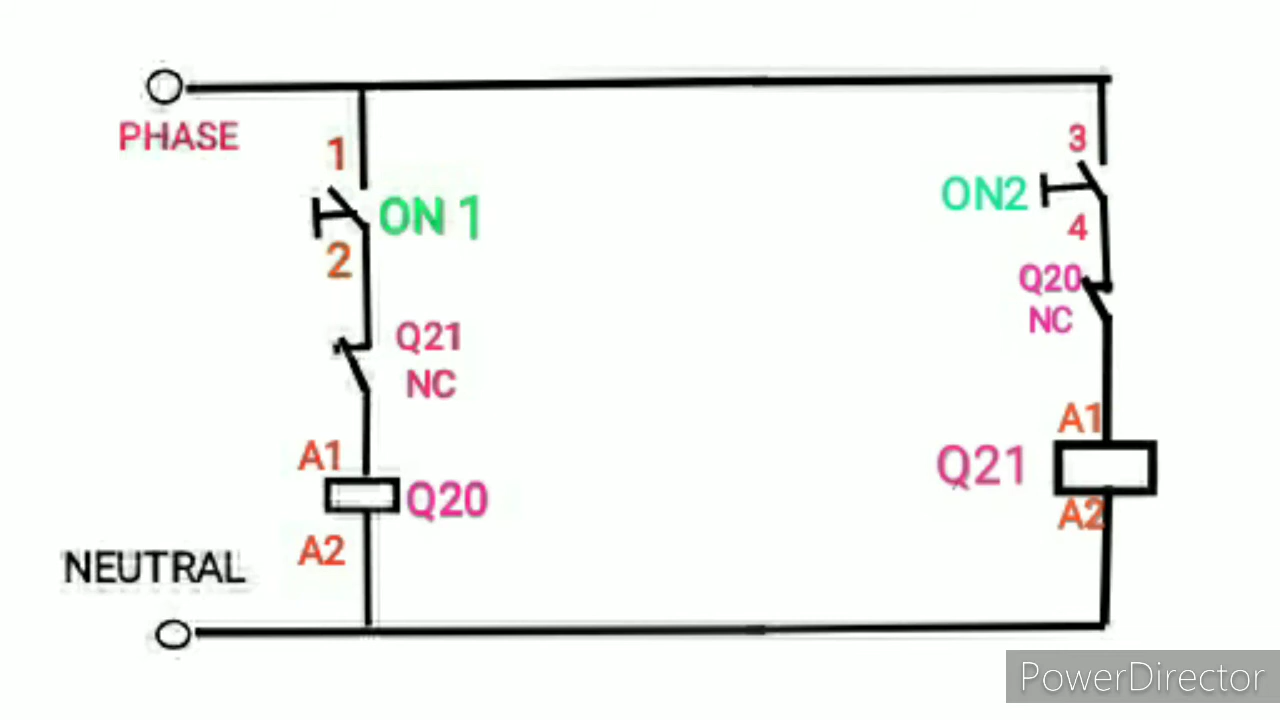 PHASE
1
ON 1
2
Q21
NC
A1
Q20
A2
NEUTRAL
3
ON2
4
Q20
NC
A1
Q21
A2
PowerDirector